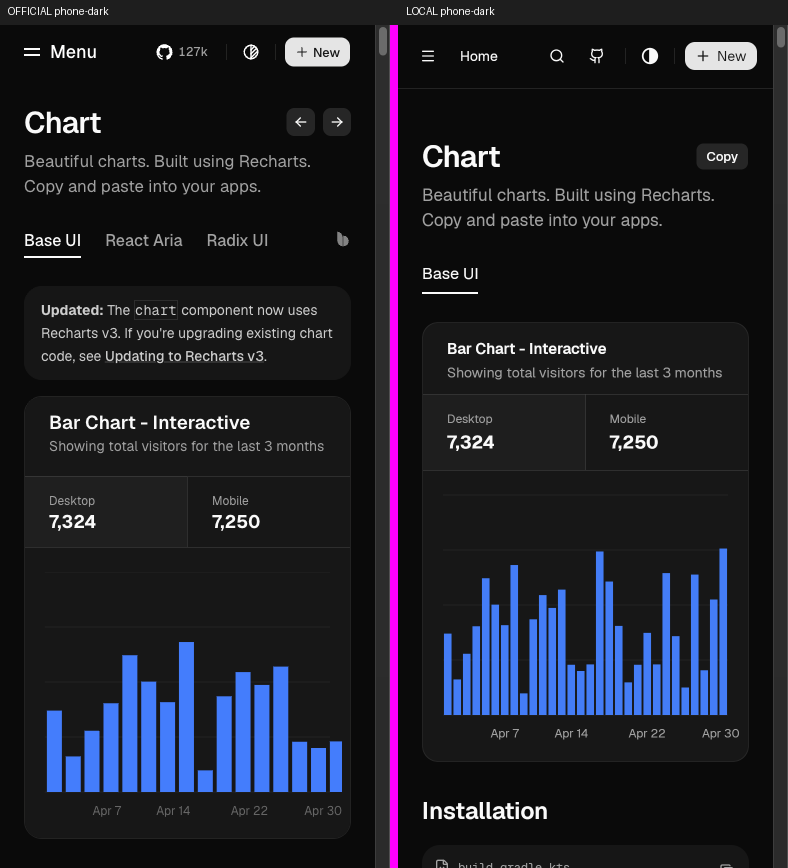 OFFICIAL phone-dark
Menu
127k
New
Chart
Beautiful charts. Built using Recharts.
Copy and paste into your apps.
Base UI
React Aria
Radix UI
Updated: The chart component now uses
Recharts v3. If you're upgrading existing chart
code, see Updating to Recharts v3.
Bar Chart - Interactive
Showing total visitors for the last 3 months
Desktop
7,324
Mobile
7,250
Apr 7
Apr 14
Apr 22
Apr 30
LOCAL phone-dark
Home
New
Chart
Copy
Beautiful charts. Built using Recharts.
Copy and paste into your apps.
Base UI
Bar Chart - Interactive
Showing total visitors for the last 3 months
Desktop
7,324
Mobile
7,250
Apr 7
Apr 14
Apr 22
Apr 30
Installation
build.gradle.kts